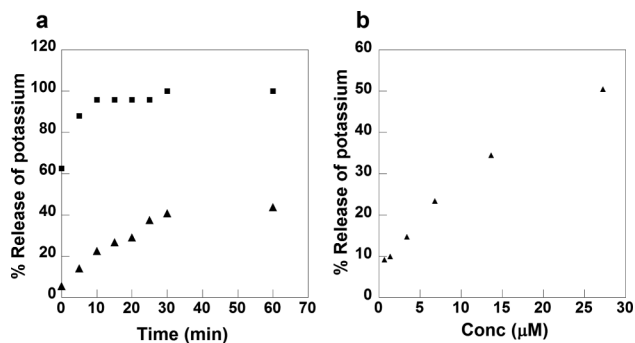 a
120
100
80
60
40
20
0
% Release of potassium
0 10 20 30 40 50 60 70
Time (min)
b
60
50
40
30
20
10
0
% Release of potassium
0 5 10 15 20 25 30
Conc (µM)